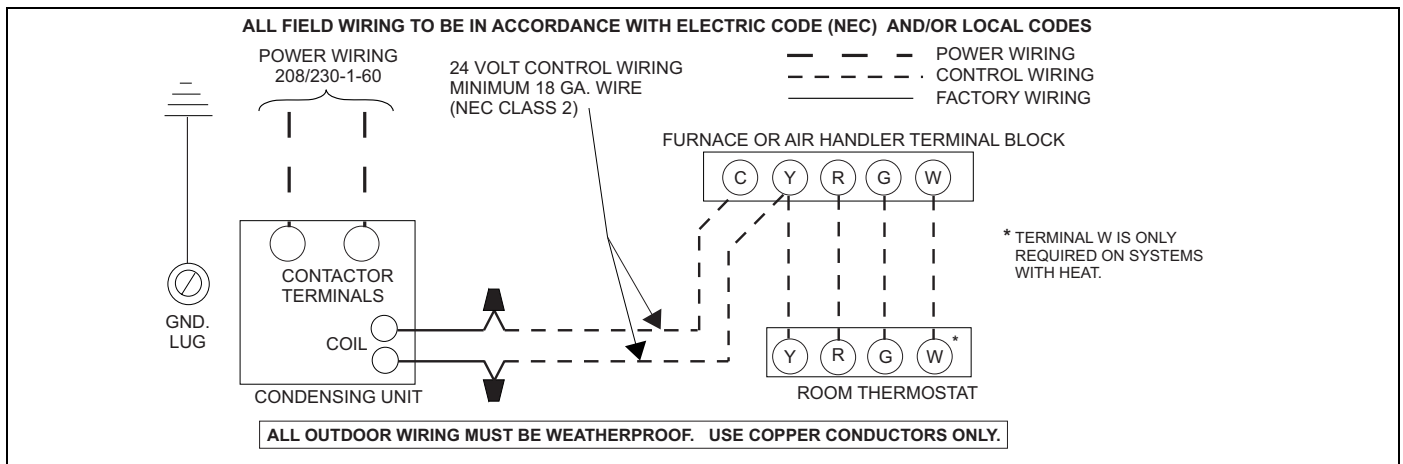 ALL FIELD WIRING TO BE IN ACCORDANCE WITH ELECTRIC CODE (NEC) AND/OR LOCAL CODES
POWER WIRING
208/230-1-60
24 VOLT CONTROL WIRING
MINIMUM 18 GA. WIRE
(NEC CLASS 2)
POWER WIRING
CONTROL WIRING
FACTORY WIRING
FURNACE OR AIR HANDLER TERMINAL BLOCK
C Y R G W
* TERMINAL W IS ONLY
REQUIRED ON SYSTEMS
WITH HEAT.
CONTACTOR
TERMINALS
GND.
LUG
COIL
CONDENSING UNIT
Y R G W *
ROOM THERMOSTAT
ALL OUTDOOR WIRING MUST BE WEATHERPROOF. USE COPPER CONDUCTORS ONLY.